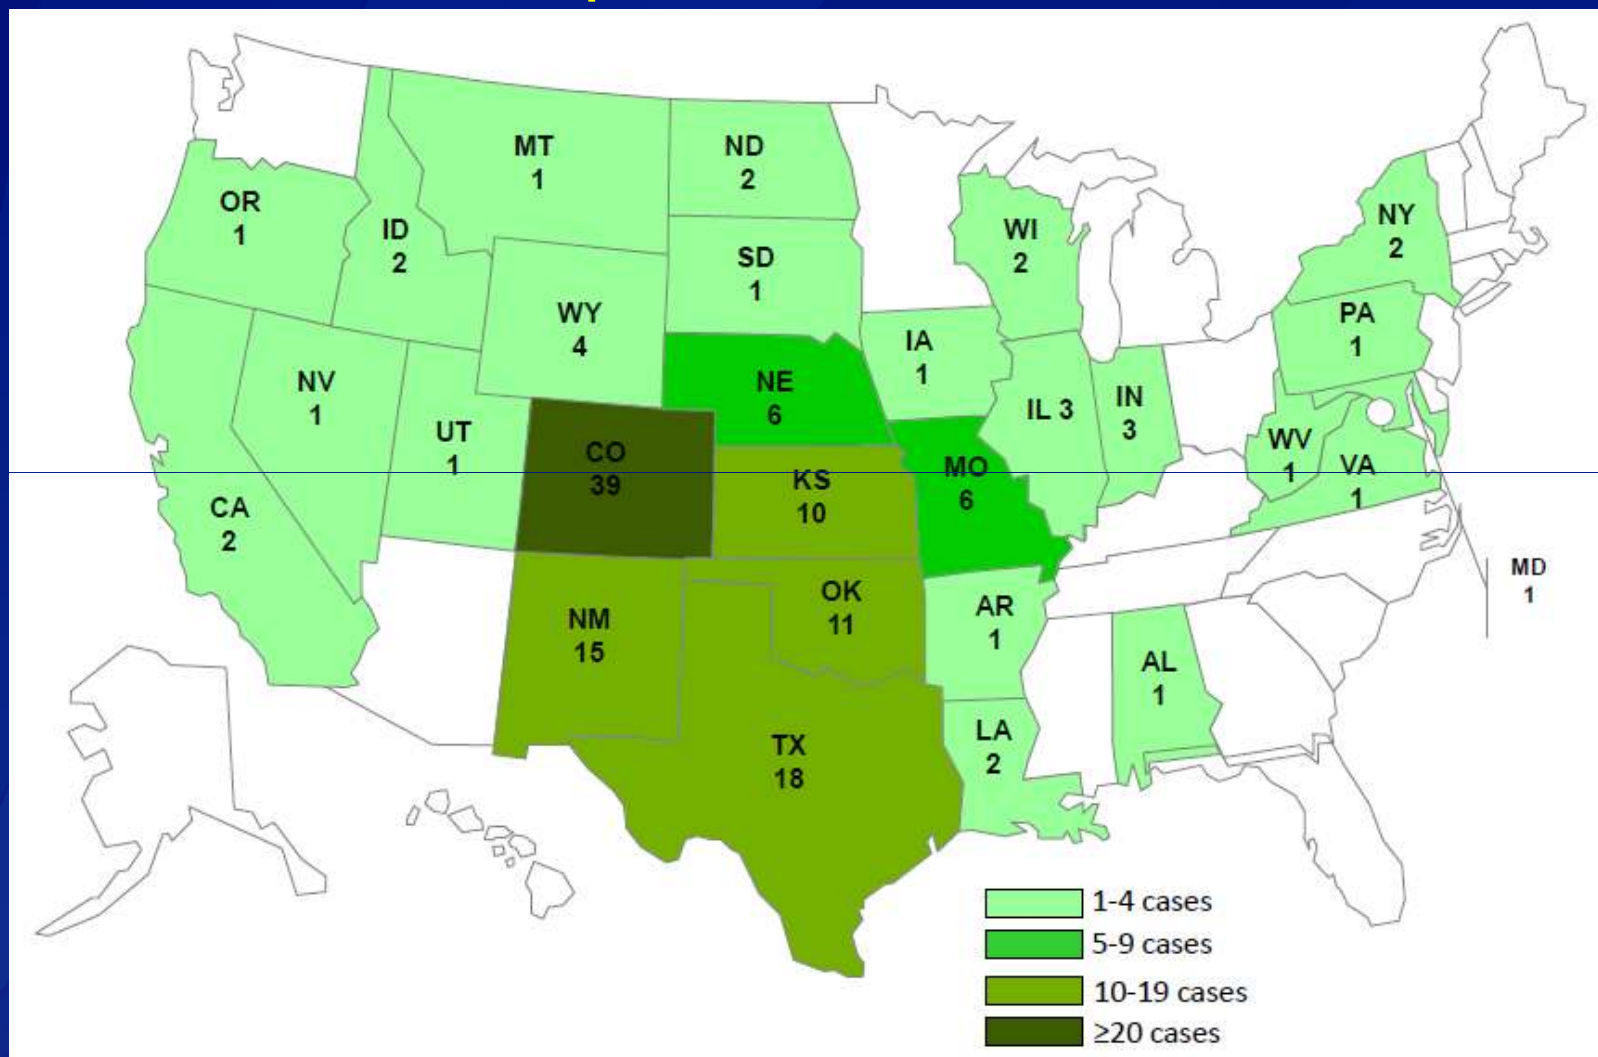 MT
1
ND
2
OR
1
ID
2
WI
2
NY
2
SD
1
WY
4
IA
1
PA
1
NV
1
NE
6
UT
1
IL 3
IN
3
CO
39
KS
10
MO
6
WV
1
VA
1
CA
2
NM
15
OK
11
AR
1
MD
1
AL
1
TX
18
LA
2
1-4 cases
5-9 cases
10-19 cases
≥20 cases